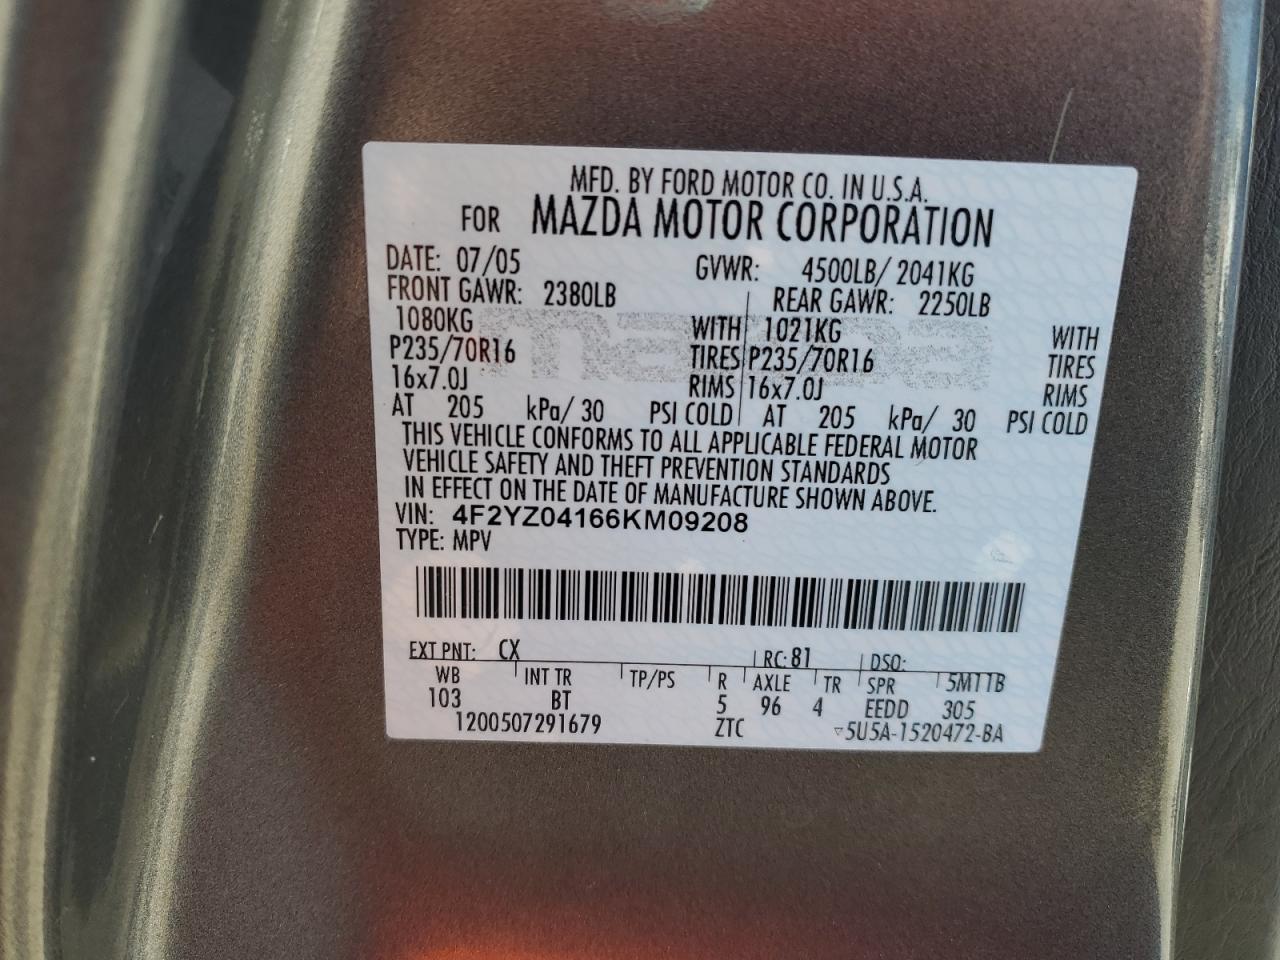 MFD. BY FORD MOTOR CO. IN U.S.A.
FOR MAZDA MOTOR CORPORATION
DATE: 07/05 GVWR: 4500LB/ 2041KG
FRONT GAWR: 2380LB REAR GAWR: 2250LB
1080KG WITH 1021KG WITH
P235/70R16 TIRES P235/70R16 TIRES
16x7.0J RIMS 16x7.0J RIMS
AT 205 kPa/ 30 PSI COLD AT 205 kPa/ 30 PSI COLD
THIS VEHICLE CONFORMS TO ALL APPLICABLE FEDERAL MOTOR
VEHICLE SAFETY AND THEFT PREVENTION STANDARDS
IN EFFECT ON THE DATE OF MANUFACTURE SHOWN ABOVE.
VIN: 4F2YZ04166KM09208
TYPE: MPV
EXT PNT: CX RC: 81 DSO:
WB INT TR TP/PS R AXLE TR SPR 5M11B
103 BT 5 96 4 EEDD 305
1200507291679 ZTC ▽5U5A-1520472-BA